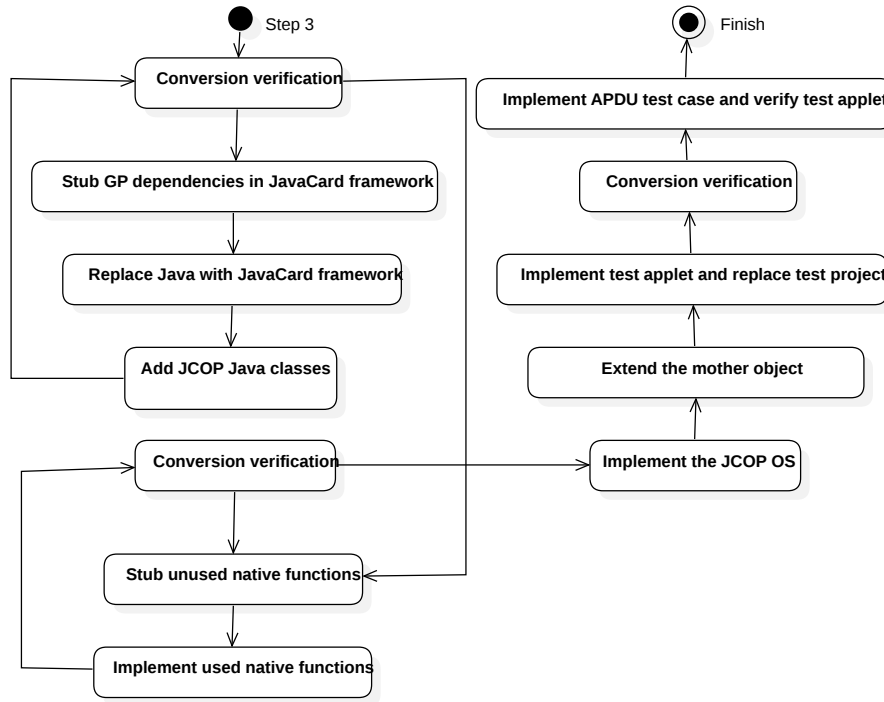 Step 3
Conversion verification
Stub GP dependencies in JavaCard framework
Replace Java with JavaCard framework
Add JCOP Java classes
Conversion verification
Stub unused native functions
Implement used native functions
Finish
Implement APDU test case and verify test applet
Conversion verification
Implement test applet and replace test project
Extend the mother object
Implement the JCOP OS